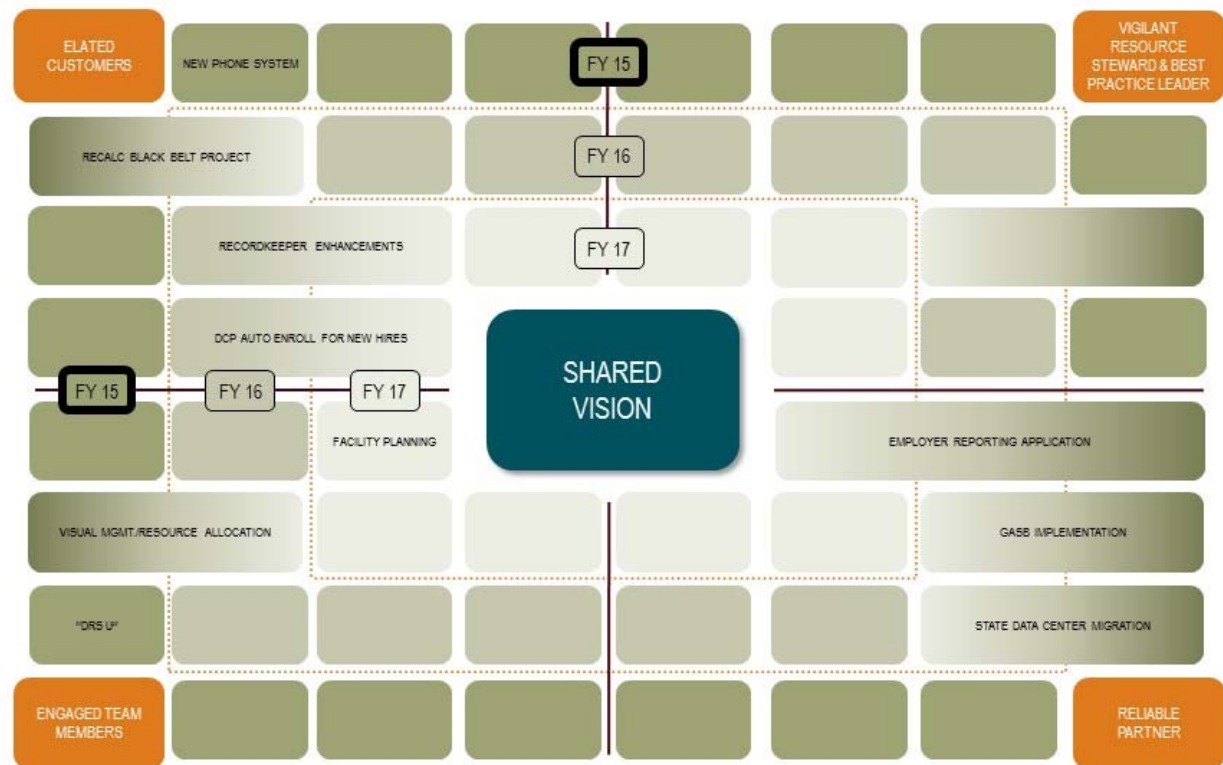 ELATED
CUSTOMERS
NEW PHONE SYSTEM
FY 15
VIGILANT
RESOURCE
STEWARD & BEST
PRACTICE LEADER
RECALC BLACK BELT PROJECT
FY 16
RECORDKEEPER ENHANCEMENTS
FY 17
DCP AUTO ENROLL FOR NEW HIRES
SHARED
VISION
FY 15
FY 16
FY 17
FACILITY PLANNING
EMPLOYER REPORTING APPLICATION
VISUAL MGMT./RESOURCE ALLOCATION
GASB IMPLEMENTATION
"DRS U"
STATE DATA CENTER MIGRATION
ENGAGED TEAM
MEMBERS
RELIABLE
PARTNER